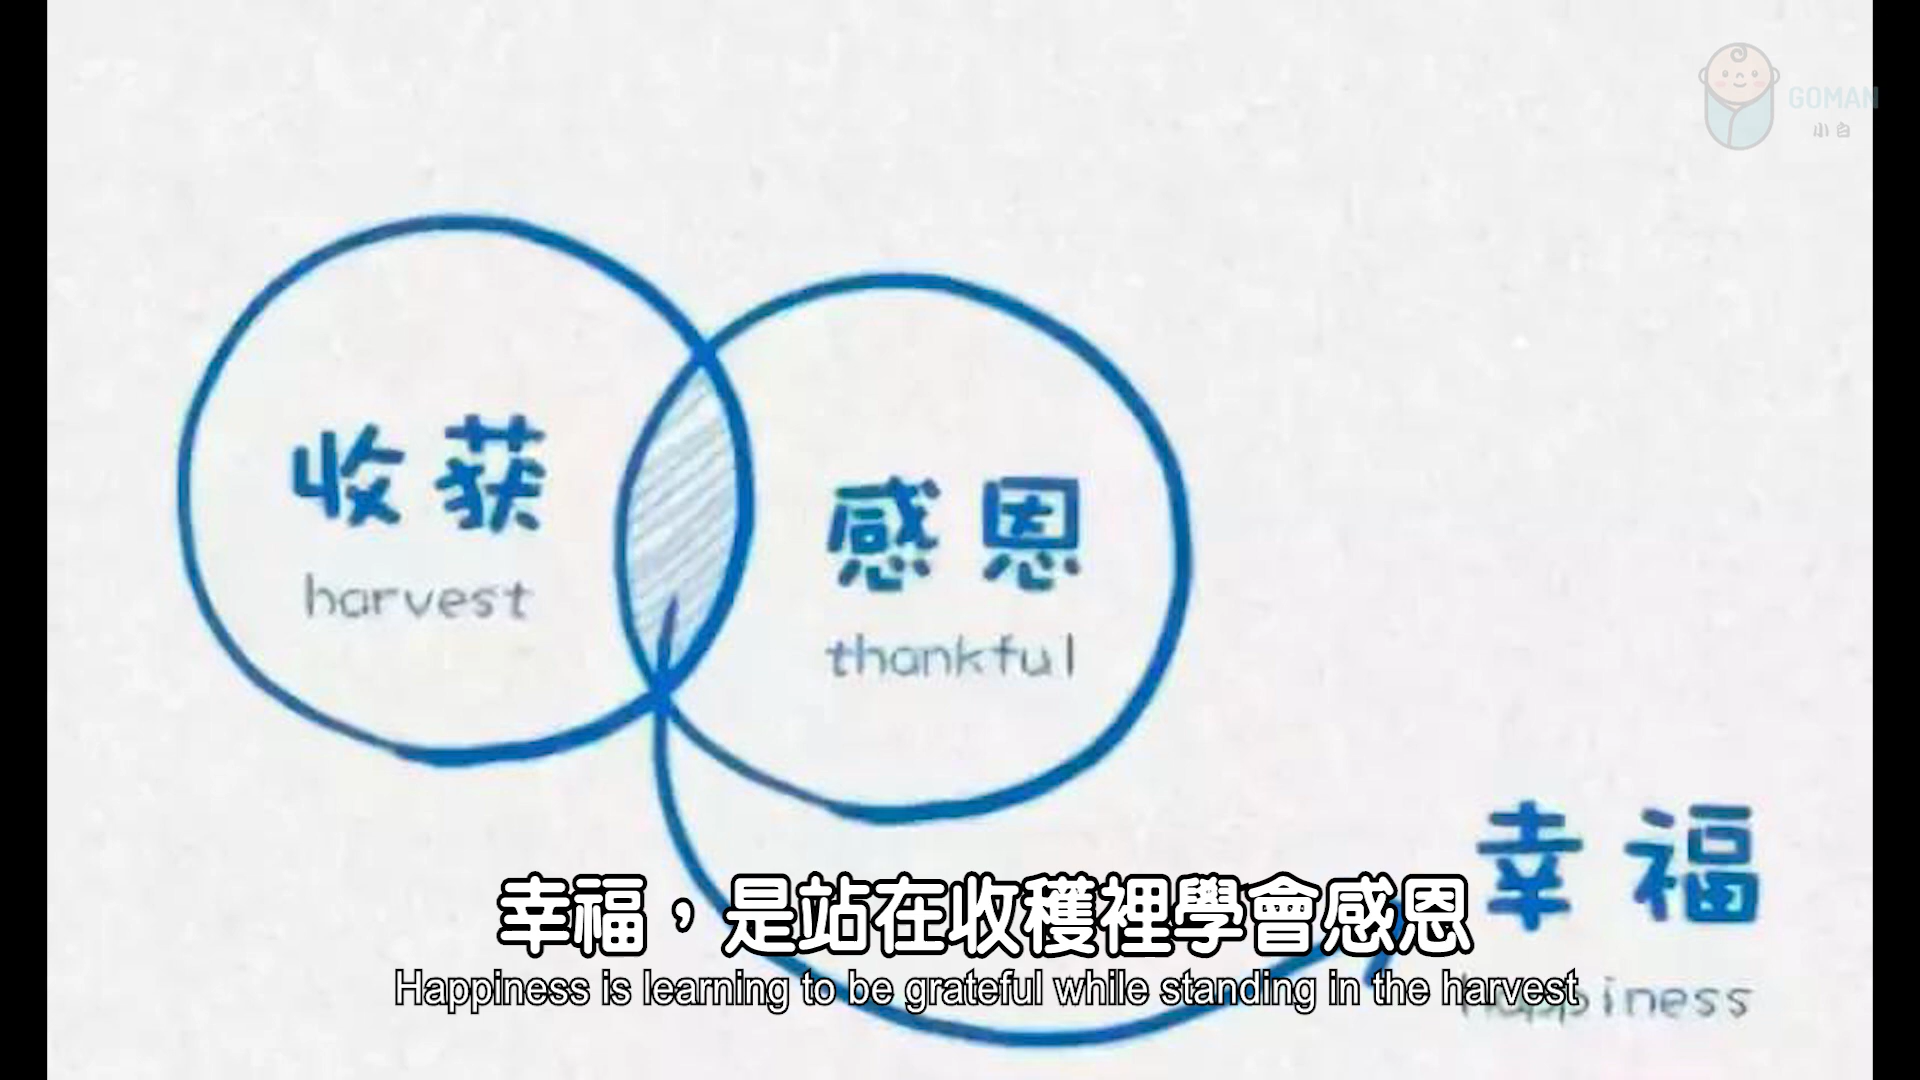 GOMAN
小白
收获
harvest
感恩
thankful
幸福
happiness
幸福，是站在收穫裡學會感恩
Happiness is learning to be grateful while standing in the harvest